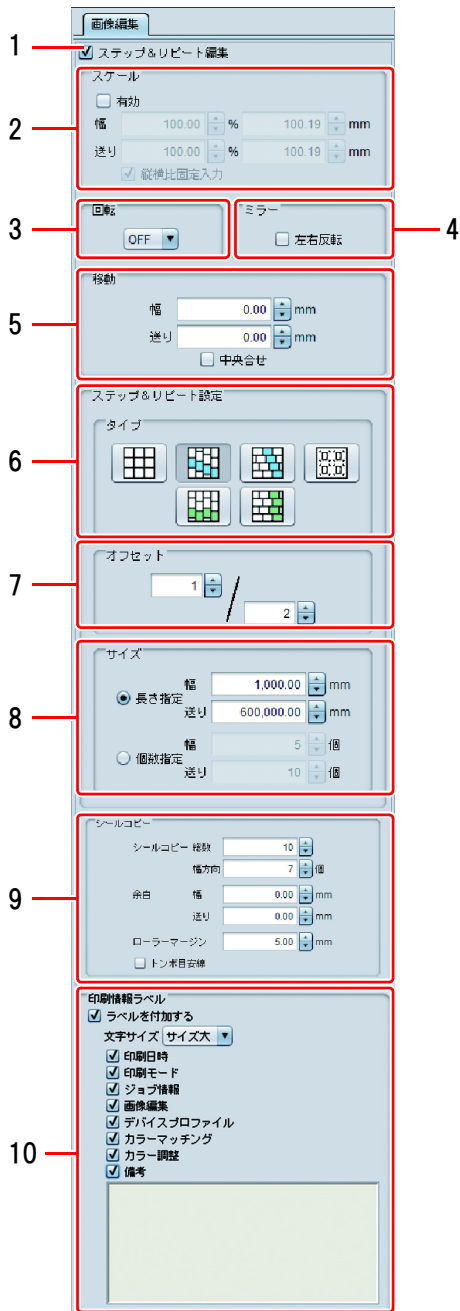 画像編集
1
ステップ&リピート編集
スケール
2
有効
幅 100.00 % 100.19 mm
送り 100.00 % 100.19 mm
縦横比固定入力
3
回転
OFF
ミラー
左右反転
4
5
移動
幅 0.00 mm
送り 0.00 mm
中央合せ
6
ステップ&リピート設定
タイプ
7
オフセット
1
2
8
サイズ
長さ指定
幅 1,000.00 mm
送り 600,000.00 mm
個数指定
幅 5 個
送り 10 個
9
シールコピー
シールコピー 総数 10
幅方向 7 個
余白 幅 0.00 mm
送り 0.00 mm
ローラーマージン 5.00 mm
トンボ目安線
10
印刷情報ラベル
ラベルを付加する
文字サイズ サイズ大
印刷日時
印刷モード
ジョブ情報
画像編集
デバイスプロファイル
カラーマッチング
カラー調整
備考